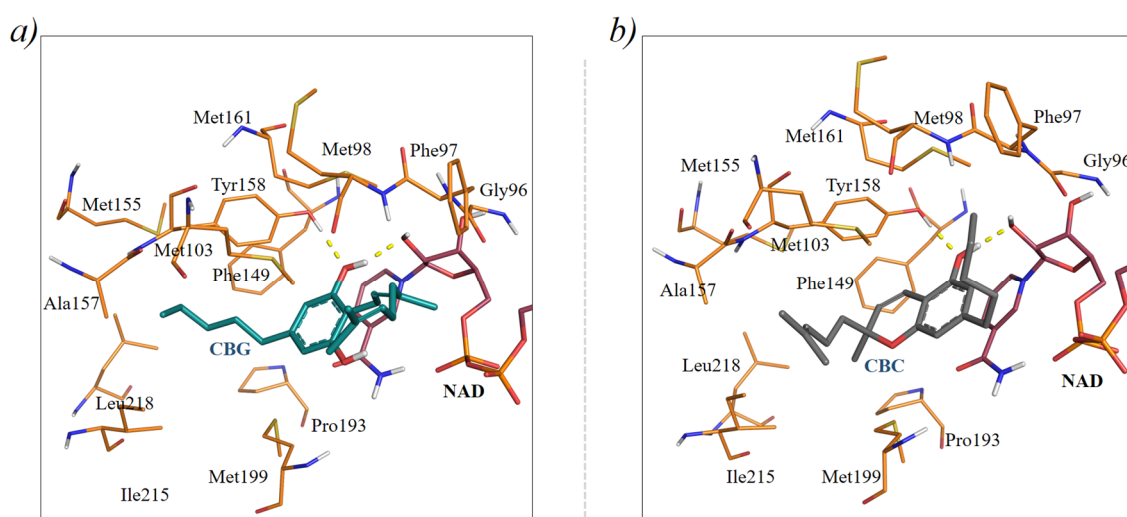 a)
Met161
Met98
Phe97
Gly96
Tyr158
Met155
Met103
Phe149
Ala157
CBG
NAD
Leu218
Pro193
Met199
Ile215
b)
Phe97
Met98
Met161
Gly96
Met155
Tyr158
Met103
Phe149
Ala157
Leu218
CBC
NAD
Pro193
Ile215
Met199